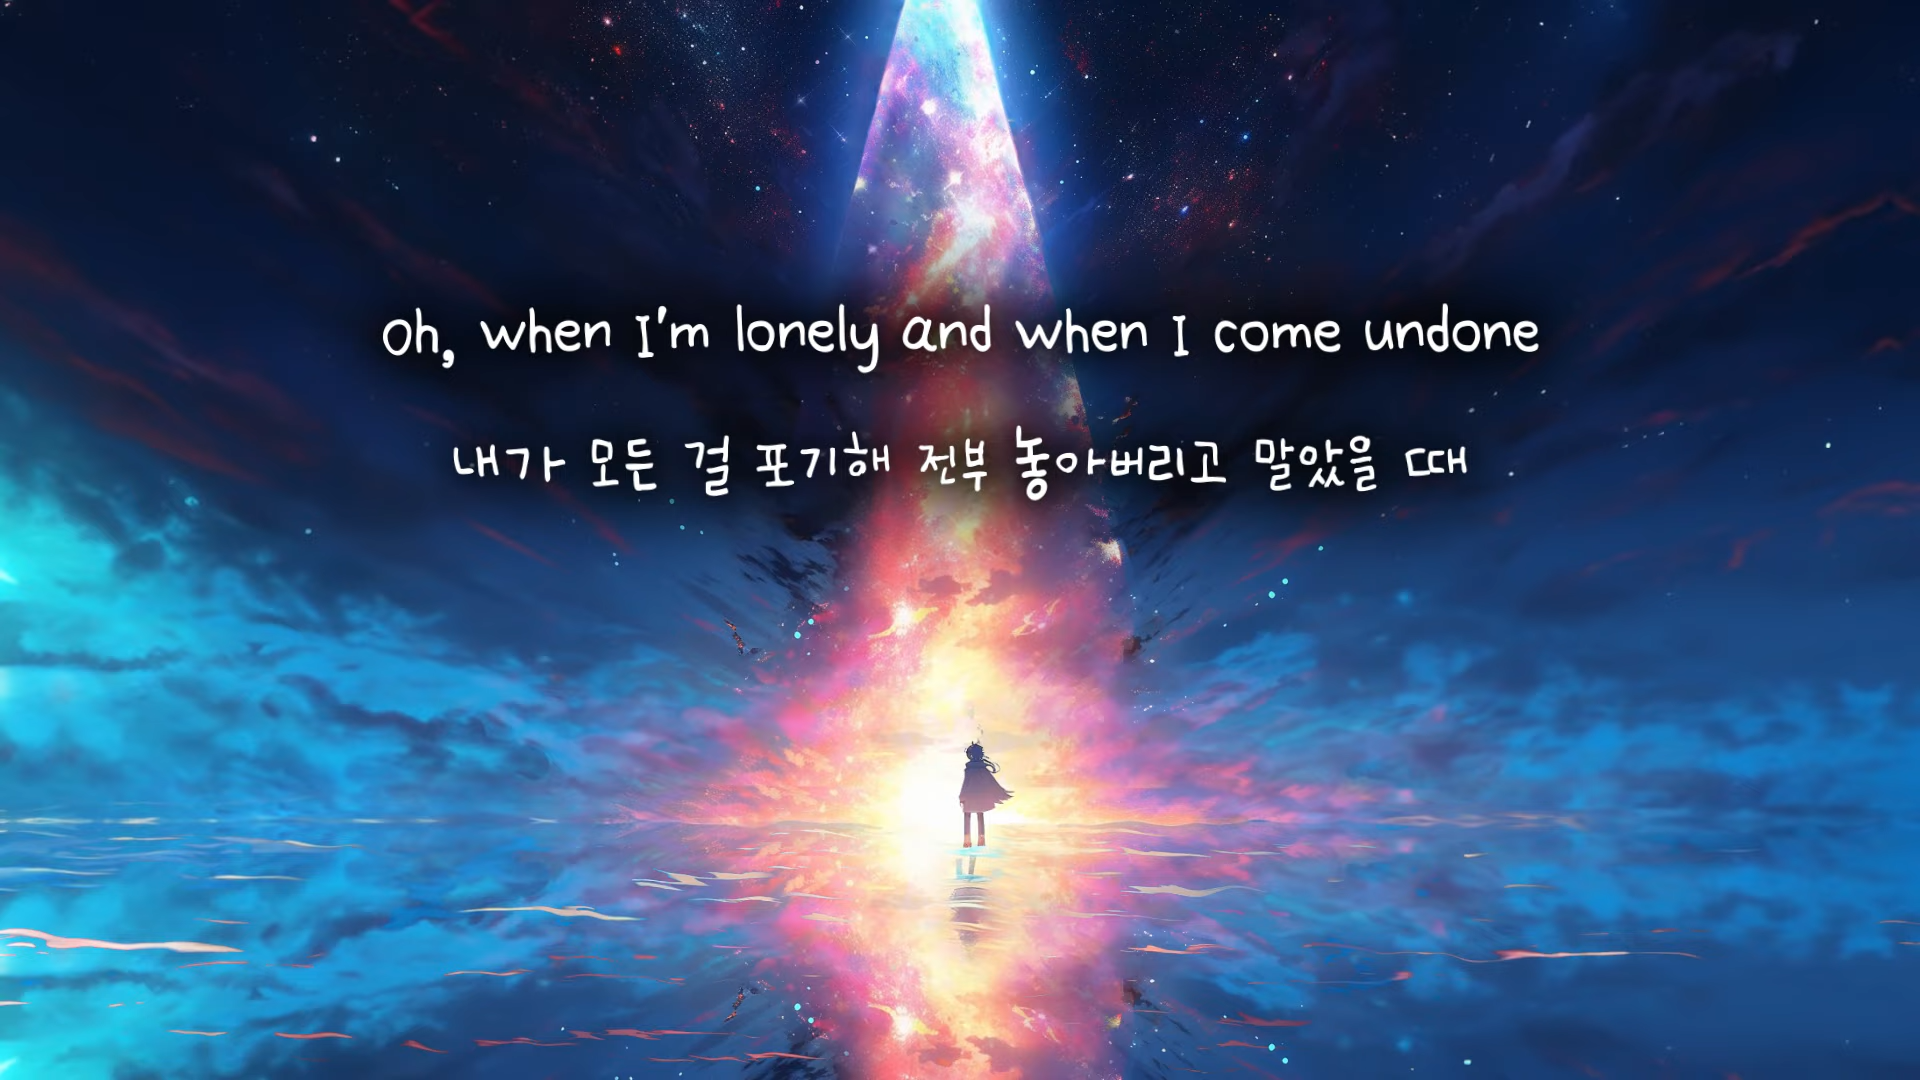 oh, when I'm lonely and when I come undone
내가 모든 걸 포기해 전부 놓아버리고 말았을 때